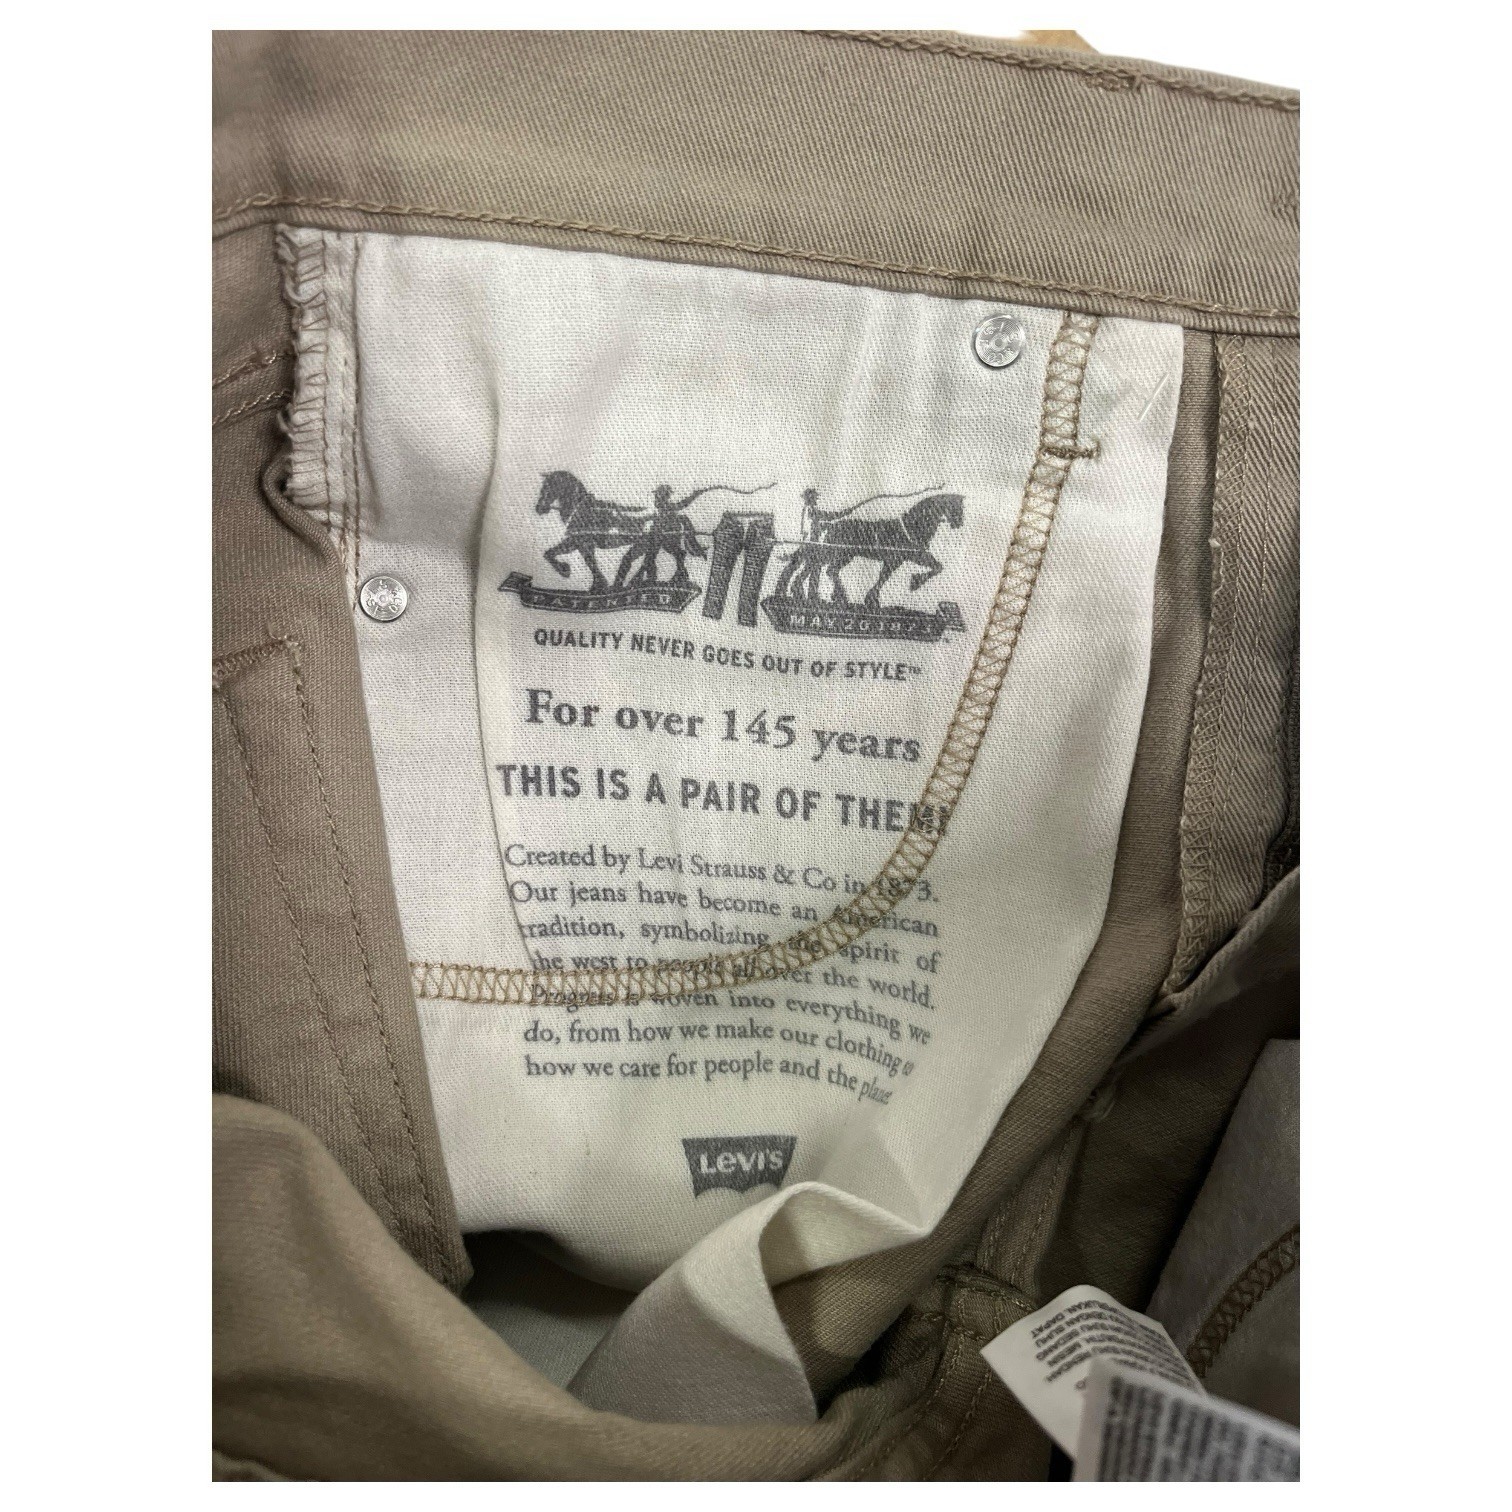 PATENTED
MAY 20 1873
QUALITY NEVER GOES OUT OF STYLE™
For over 145 years
THIS IS A PAIR OF THEM
Created by Levi Strauss & Co in 1873.
Our jeans have become an American
tradition, symbolizing the spirit of
the west to people all over the world.
Progress is woven into everything we
do, from how we make our clothing to
how we care for people and the planet
Levi's